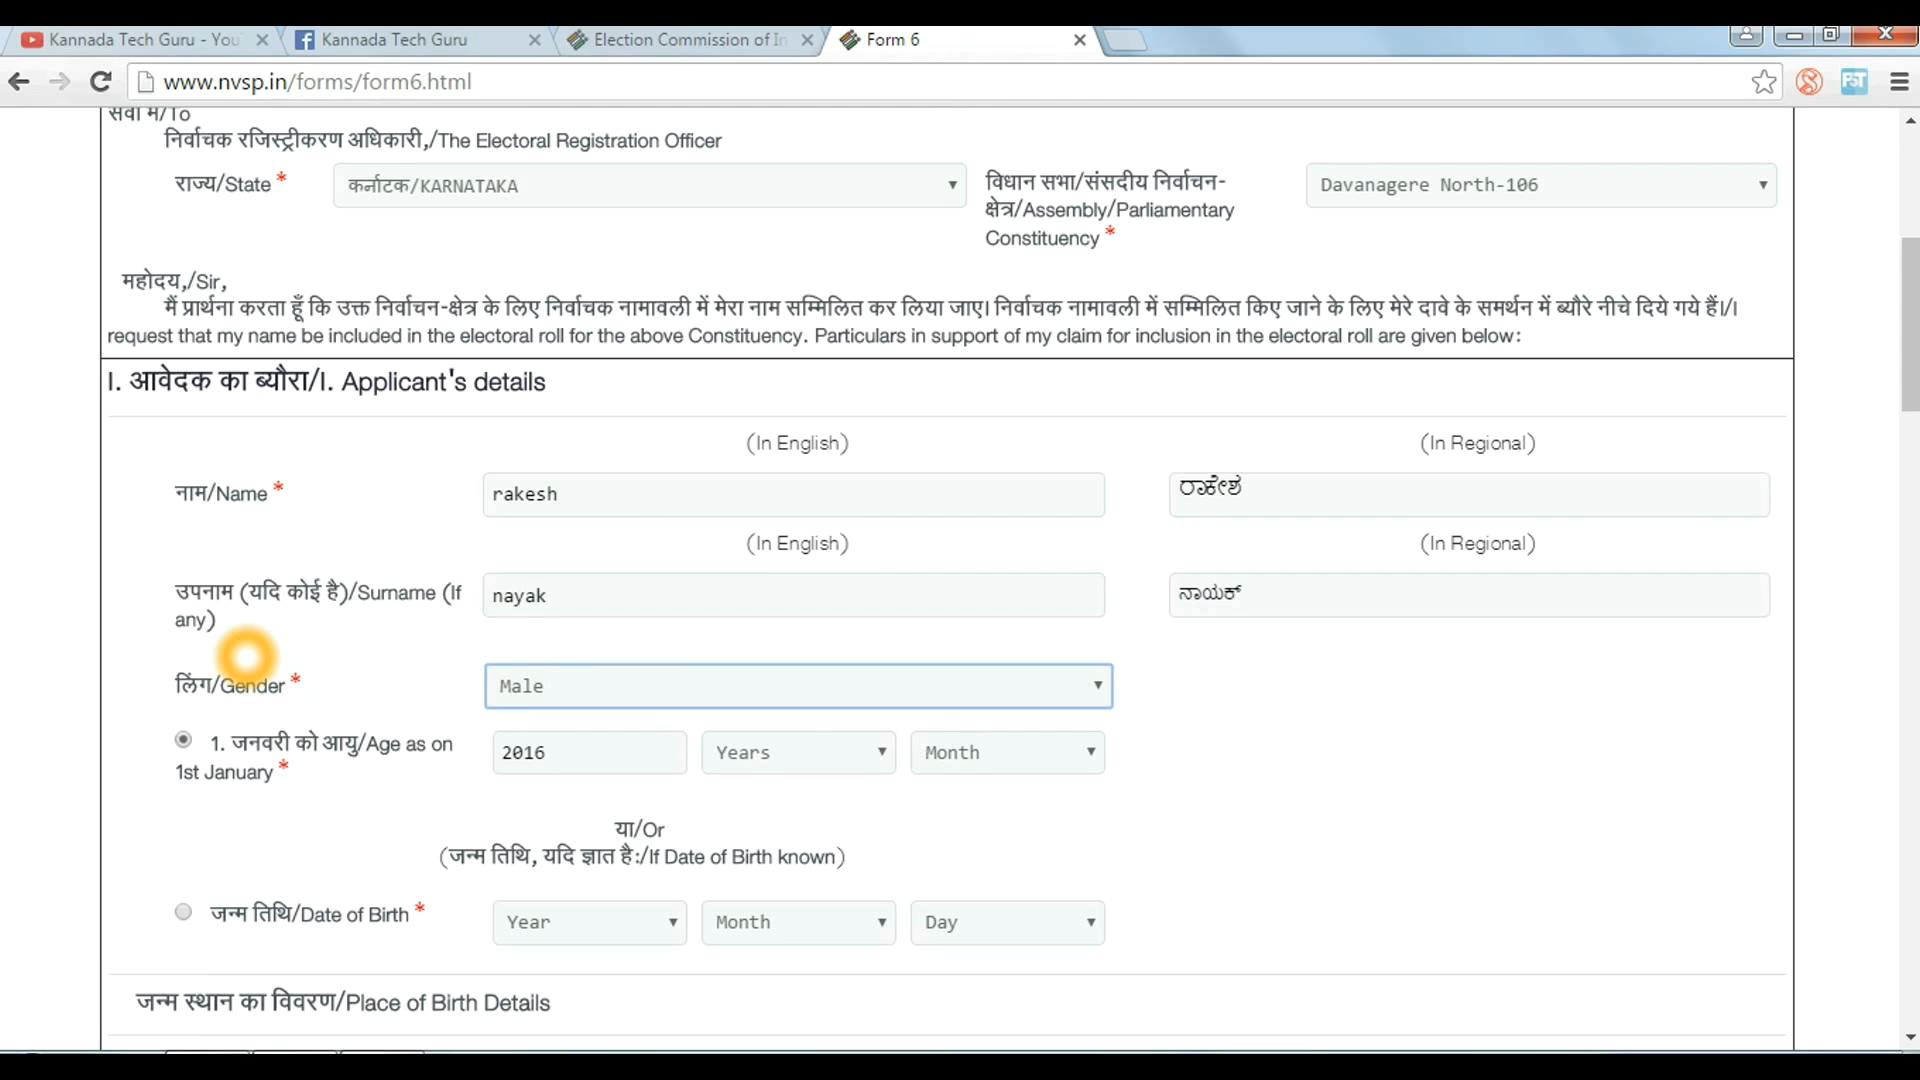 Kannada Tech Guru - You
Kannada Tech Guru
Election Commission of In
Form 6
www.nvsp.in/forms/form6.html
PST
सेवा में/To
निर्वाचक रजिस्ट्रीकरण अधिकारी,/The Electoral Registration Officer
राज्य/State *
कर्नाटक/KARNATAKA
विधान सभा/संसदीय निर्वाचन-
क्षेत्र/Assembly/Parliamentary
Constituency *
Davanagere North-106
महोदय,/Sir,
मैं प्रार्थना करता हूँ कि उक्त निर्वाचन-क्षेत्र के लिए निर्वाचक नामावली में मेरा नाम सम्मिलित कर लिया जाए। निर्वाचक नामावली में सम्मिलित किए जाने के लिए मेरे दावे के समर्थन में ब्यौरे नीचे दिये गये हैं।/I
request that my name be included in the electoral roll for the above Constituency. Particulars in support of my claim for inclusion in the electoral roll are given below:
I. आवेदक का ब्यौरा/I. Applicant's details
(In English) (In Regional)
नाम/Name * rakesh ರಾಕೇಶ
(In English) (In Regional)
उपनाम (यदि कोई है)/Surname (If
any)
nayak ನಾಯಕ್
लिंग/Gender * Male
1. जनवरी को आयु/Age as on
1st January *
2016 Years Month
या/Or
(जन्म तिथि, यदि ज्ञात है:/If Date of Birth known)
जन्म तिथि/Date of Birth * Year Month Day
जन्म स्थान का विवरण/Place of Birth Details